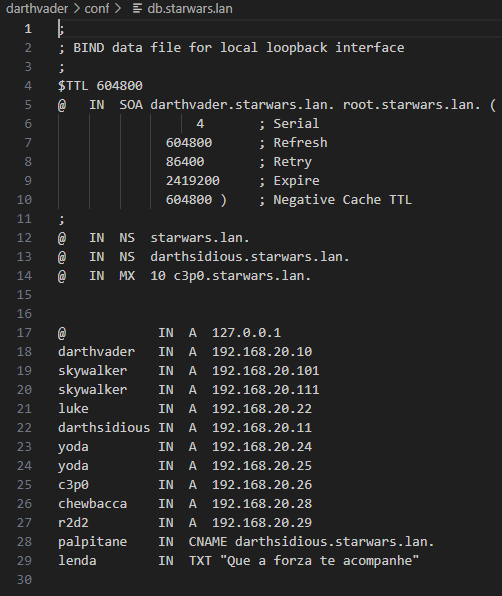 darthvader > conf > db.starwars.lan
1 ;
2 ; BIND data file for local loopback interface
3 ;
4 $TTL 604800
5 @ IN SOA darthvader.starwars.lan. root.starwars.lan. (
6 4 ; Serial
7 604800 ; Refresh
8 86400 ; Retry
9 2419200 ; Expire
10 604800 ) ; Negative Cache TTL
11 ;
12 @ IN NS starwars.lan.
13 @ IN NS darthsidious.starwars.lan.
14 @ IN MX 10 c3p0.starwars.lan.
15
16
17 @ IN A 127.0.0.1
18 darthvader IN A 192.168.20.10
19 skywalker IN A 192.168.20.101
20 skywalker IN A 192.168.20.111
21 luke IN A 192.168.20.22
22 darthsidious IN A 192.168.20.11
23 yoda IN A 192.168.20.24
24 yoda IN A 192.168.20.25
25 c3p0 IN A 192.168.20.26
26 chewbacca IN A 192.168.20.28
27 r2d2 IN A 192.168.20.29
28 palpitane IN CNAME darthsidious.starwars.lan.
29 lenda IN TXT "Que a forza te acompanhe"
30